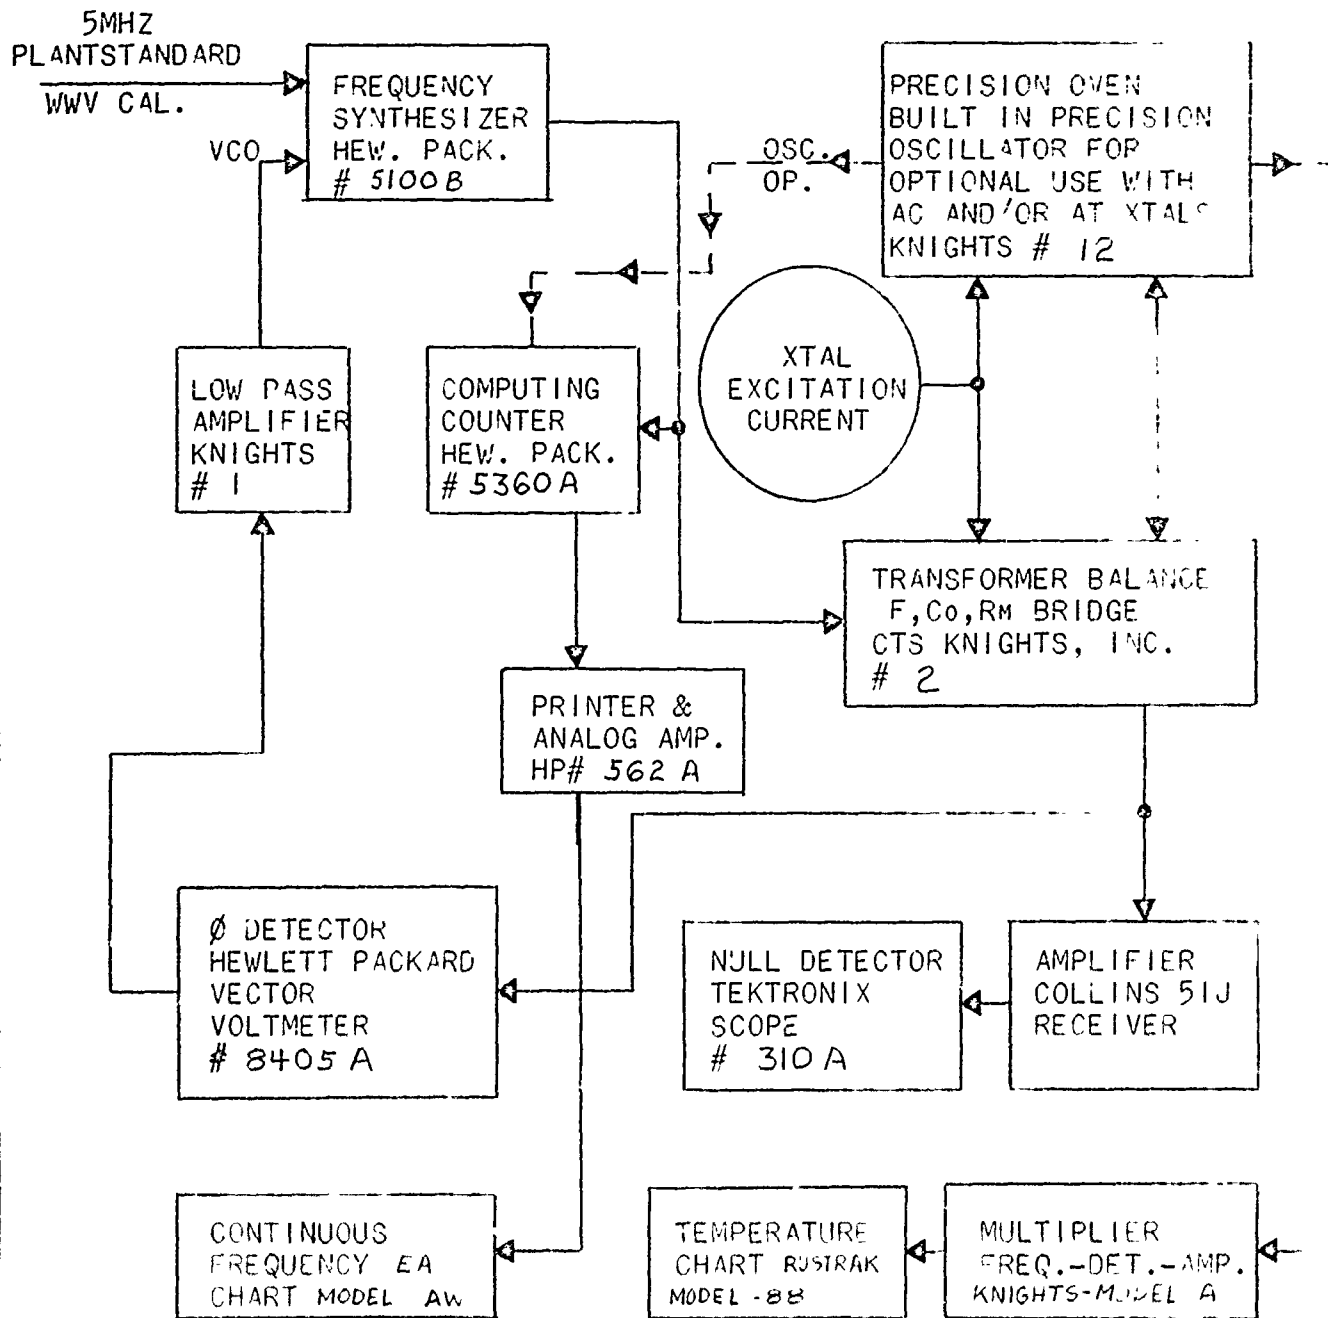 5MHZ
PLANTSTANDARD
WWV CAL.
VCO
FREQUENCY
SYNTHESIZER
HEW. PACK.
# 5100B
OSC.
OP.
PRECISION OVEN
BUILT IN PRECISION
OSCILLATOR FOR
OPTIONAL USE WITH
AC AND/OR AT XTALS
KNIGHTS # 12
LOW PASS
AMPLIFIER
KNIGHTS
# 1
COMPUTING
COUNTER
HEW. PACK.
# 5360A
XTAL
EXCITATION
CURRENT
TRANSFORMER BALANCE
F,Co,RM BRIDGE
CTS KNIGHTS, INC.
# 2
PRINTER &
ANALOG AMP.
HP# 562 A
Ø DETECTOR
HEWLETT PACKARD
VECTOR
VOLTMETER
# 8405 A
NULL DETECTOR
TEKTRONIX
SCOPE
# 310 A
AMPLIFIER
COLLINS 51J
RECEIVER
CONTINUOUS
FREQUENCY EA
CHART MODEL AW
TEMPERATURE
CHART RUSTRAK
MODEL -88
MULTIPLIER
FREQ.-DET.-AMP.
KNIGHTS-MODEL A